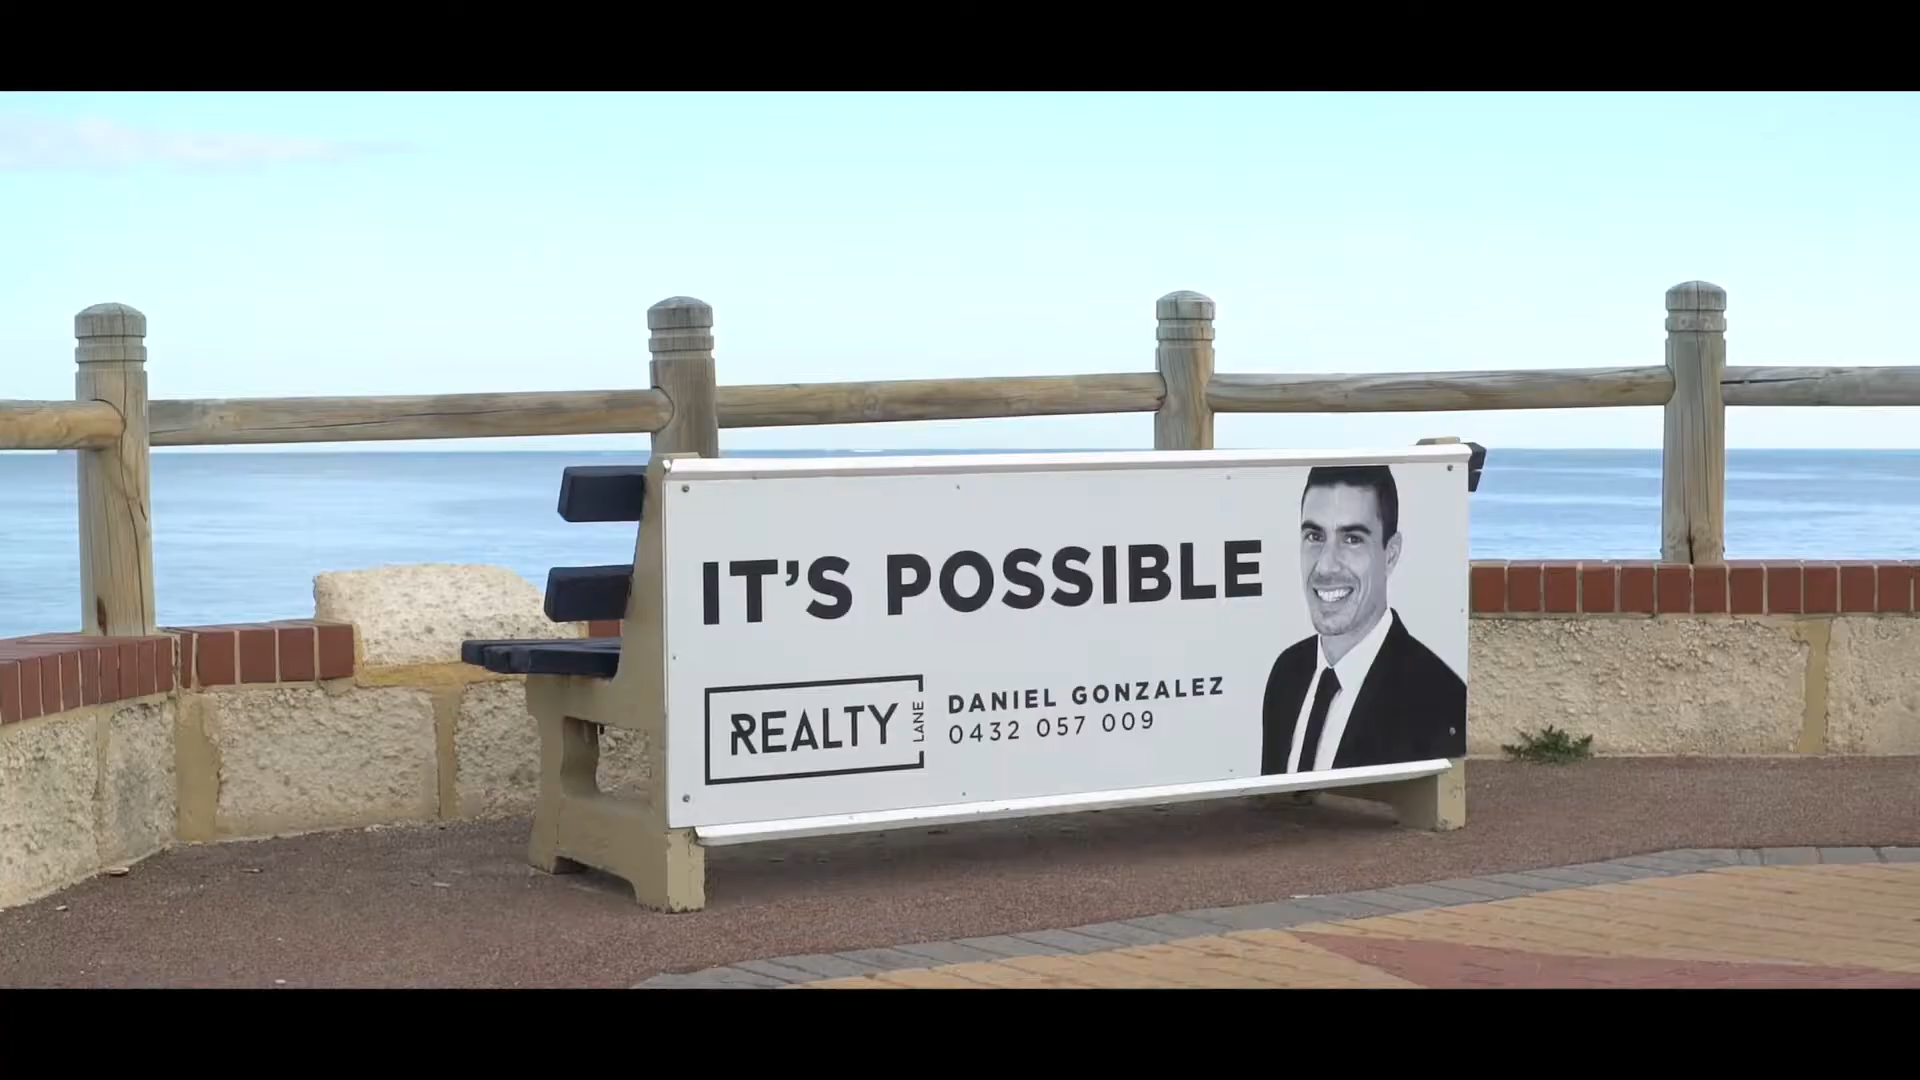 IT'S POSSIBLE
REALTY
LANE
DANIEL GONZALEZ
0432 057 009